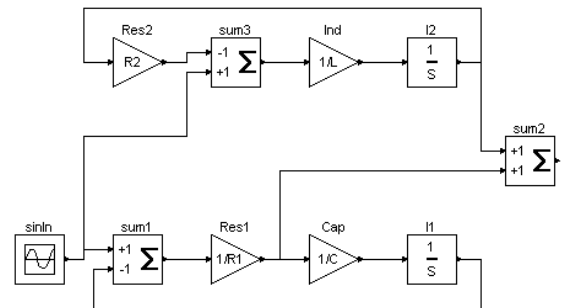 Res2
sum3
Ind
I2
R2
-1
+1
Σ
1/L
1
S
sum2
+1
+1
Σ
sinIn
sum1
Res1
Cap
I1
+1
-1
Σ
1/R1
1/C
1
S